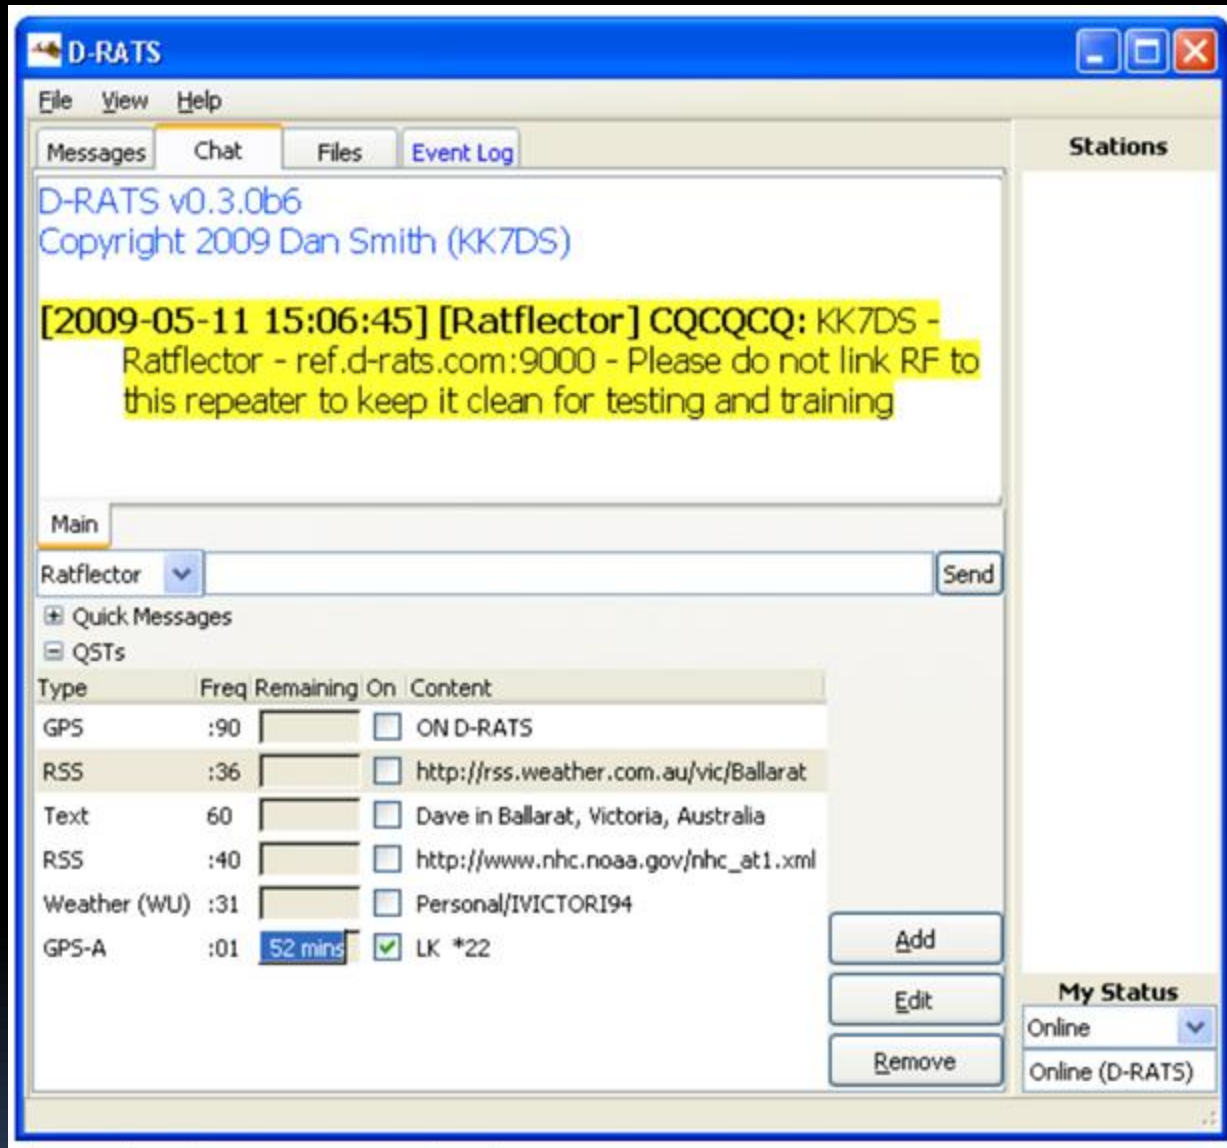 D-RATS
File View Help
Messages Chat Files Event Log
Stations
D-RATS v0.3.0b6
Copyright 2009 Dan Smith (KK7DS)
[2009-05-11 15:06:45] [Ratflector] CQCQCQ: KK7DS -
Ratflector - ref.d-rats.com:9000 - Please do not link RF to
this repeater to keep it clean for testing and training
Main
Ratflector Send
Quick Messages
QSTs
Type Freq Remaining On Content
GPS :90 ON D-RATS
RSS :36 http://rss.weather.com.au/vic/Ballarat
Text 60 Dave in Ballarat, Victoria, Australia
RSS :40 http://www.nhc.noaa.gov/nhc_at1.xml
Weather (WU) :31 Personal/IVICTORI94
GPS-A :01 52 mins LK *22
Add
Edit
Remove
My Status
Online
Online (D-RATS)